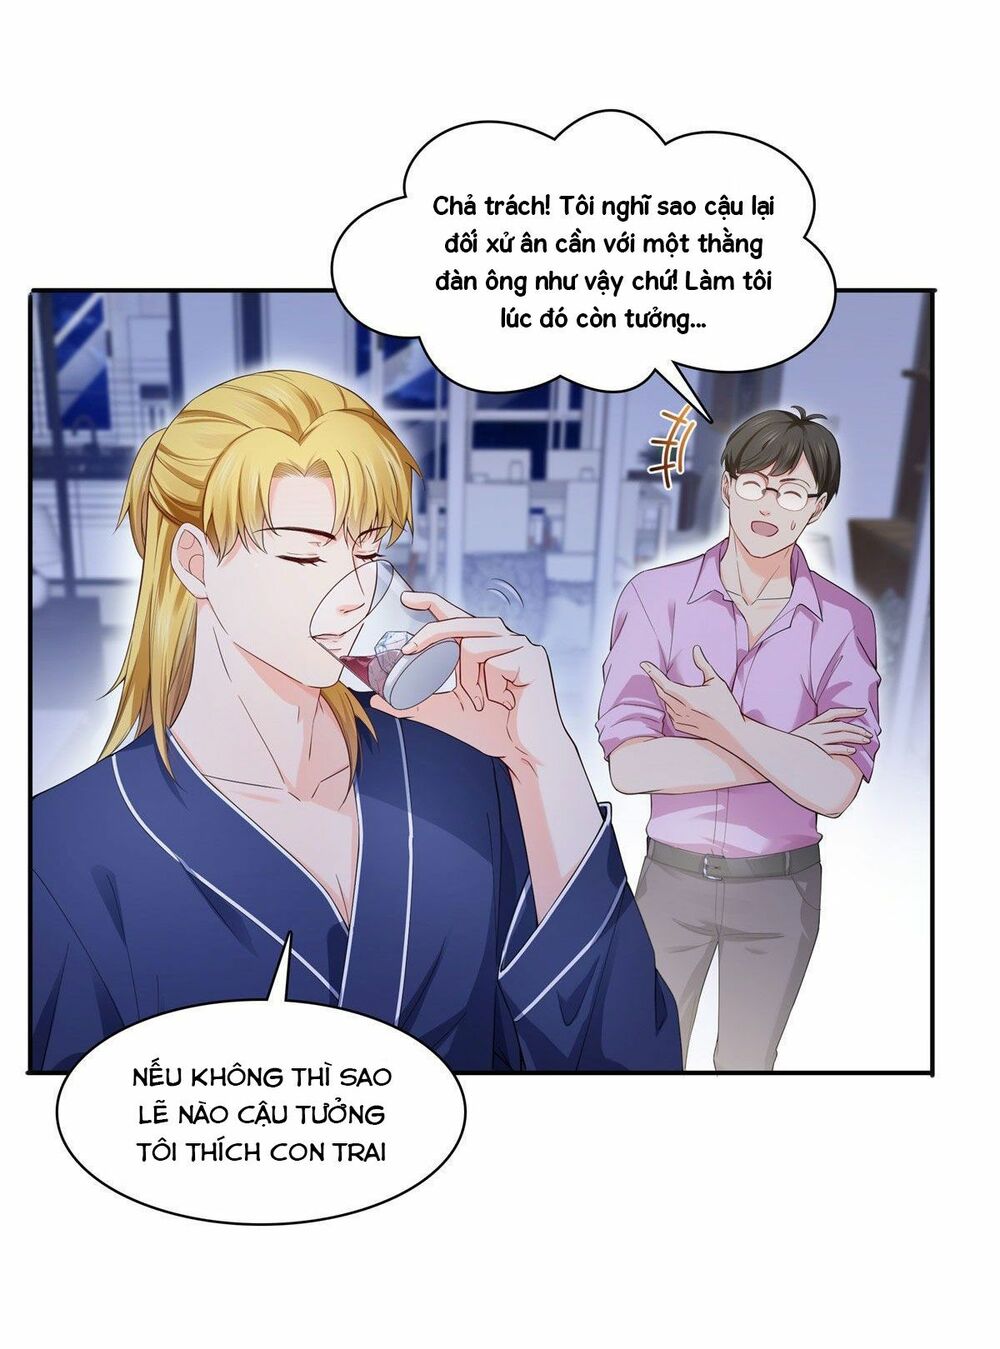 Chả trách! Tôi nghĩ sao cậu lại
đối xử ân cần với một thằng
đàn ông như vậy chứ! Làm tôi
lúc đó còn tưởng...
NẾU KHÔNG THÌ SAO
LẼ NÀO CẬU TƯỞNG
TÔI THÍCH CON TRAI